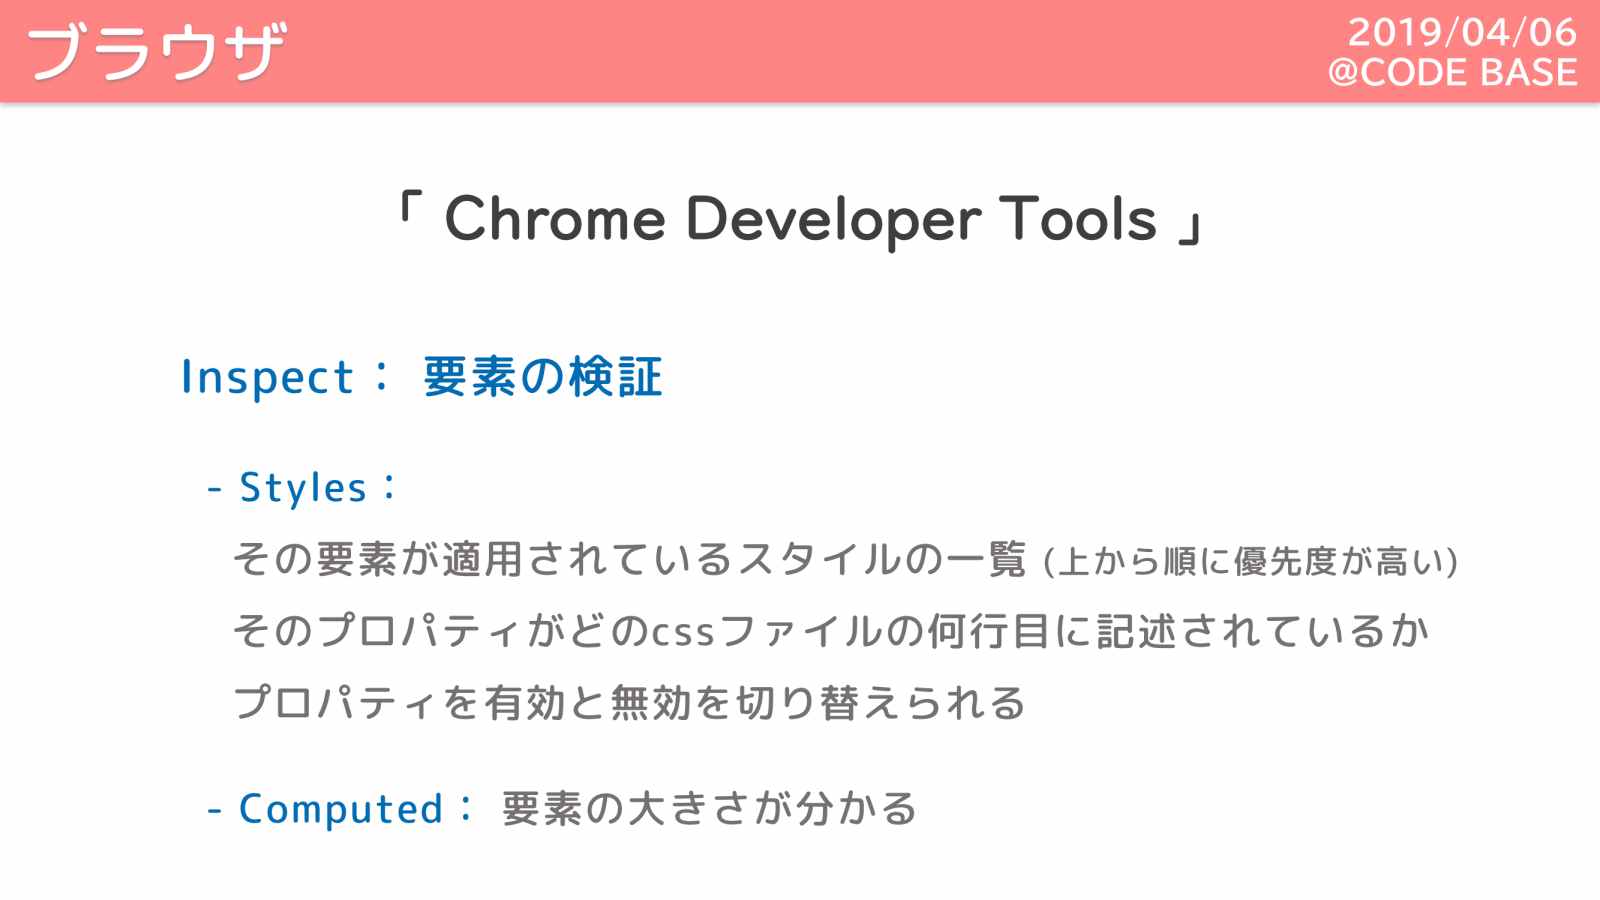 ブラウザ
2019/04/06
@CODE BASE
「 Chrome Developer Tools 」
Inspect： 要素の検証
- Styles：
その要素が適用されているスタイルの一覧 (上から順に優先度が高い)
そのプロパティがどのcssファイルの何行目に記述されているか
プロパティを有効と無効を切り替えられる
- Computed： 要素の大きさが分かる